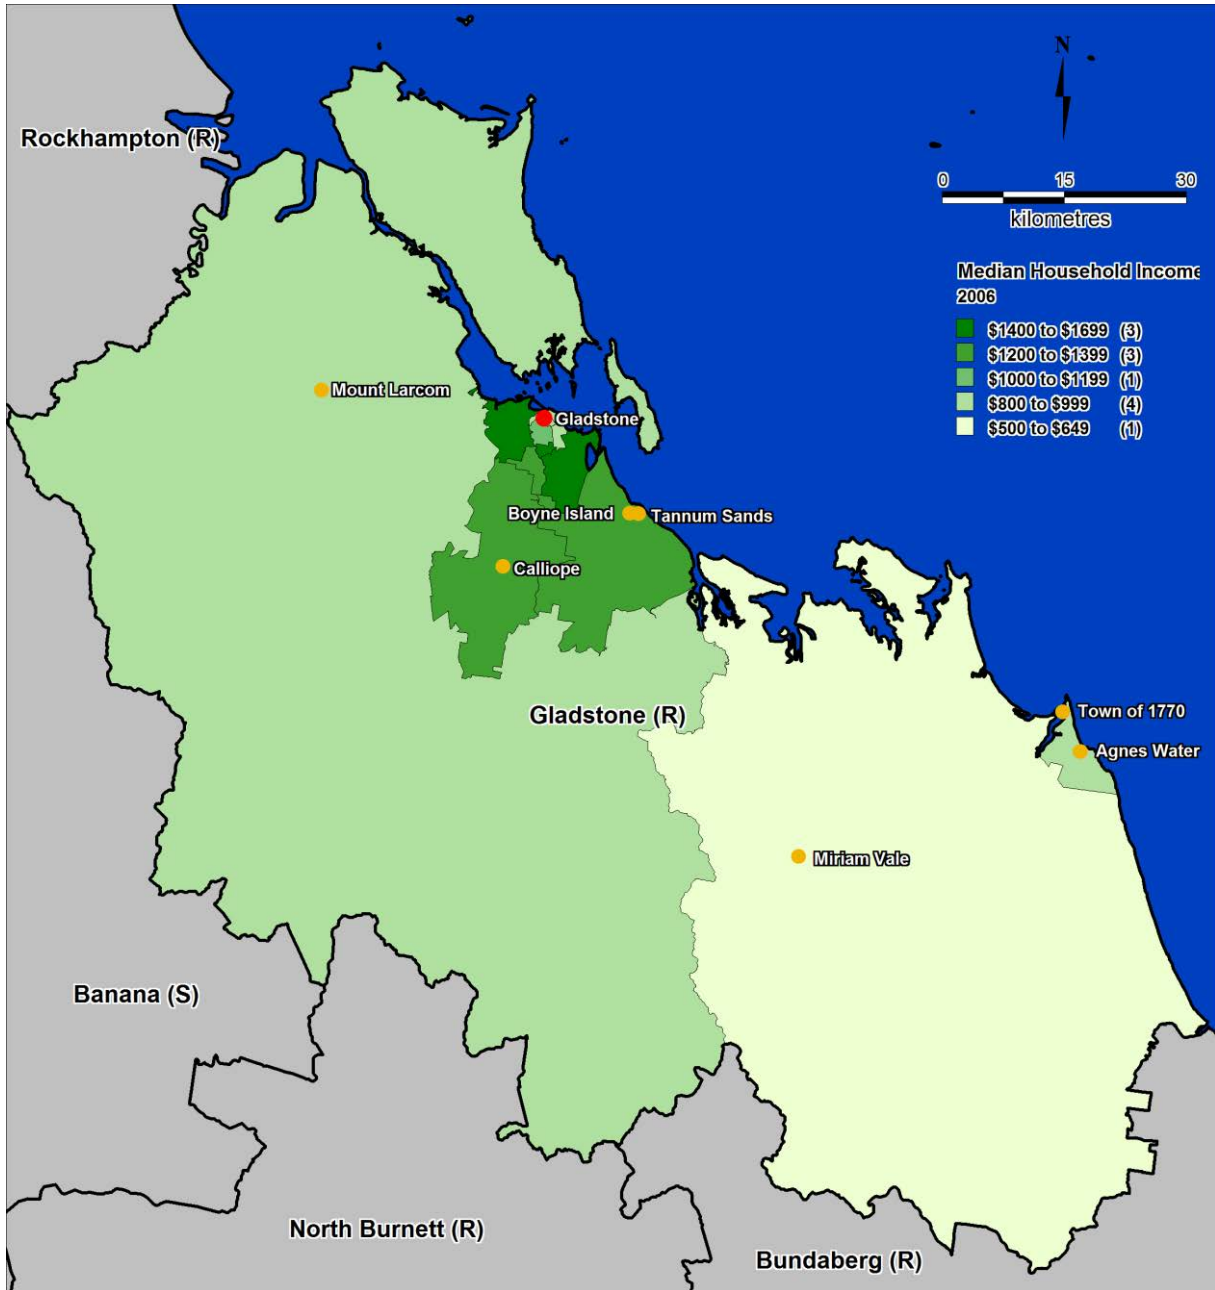 N
Rockhampton (R)
0 15 30
kilometres
Median Household Income
2006
$1400 to $1699 (3)
$1200 to $1399 (3)
$1000 to $1199 (1)
$800 to $999 (4)
$500 to $649 (1)
Mount Larcom
Gladstone
Boyne Island
Tannum Sands
Calliope
Gladstone (R)
Town of 1770
Agnes Water
Miriam Vale
Banana (S)
North Burnett (R)
Bundaberg (R)